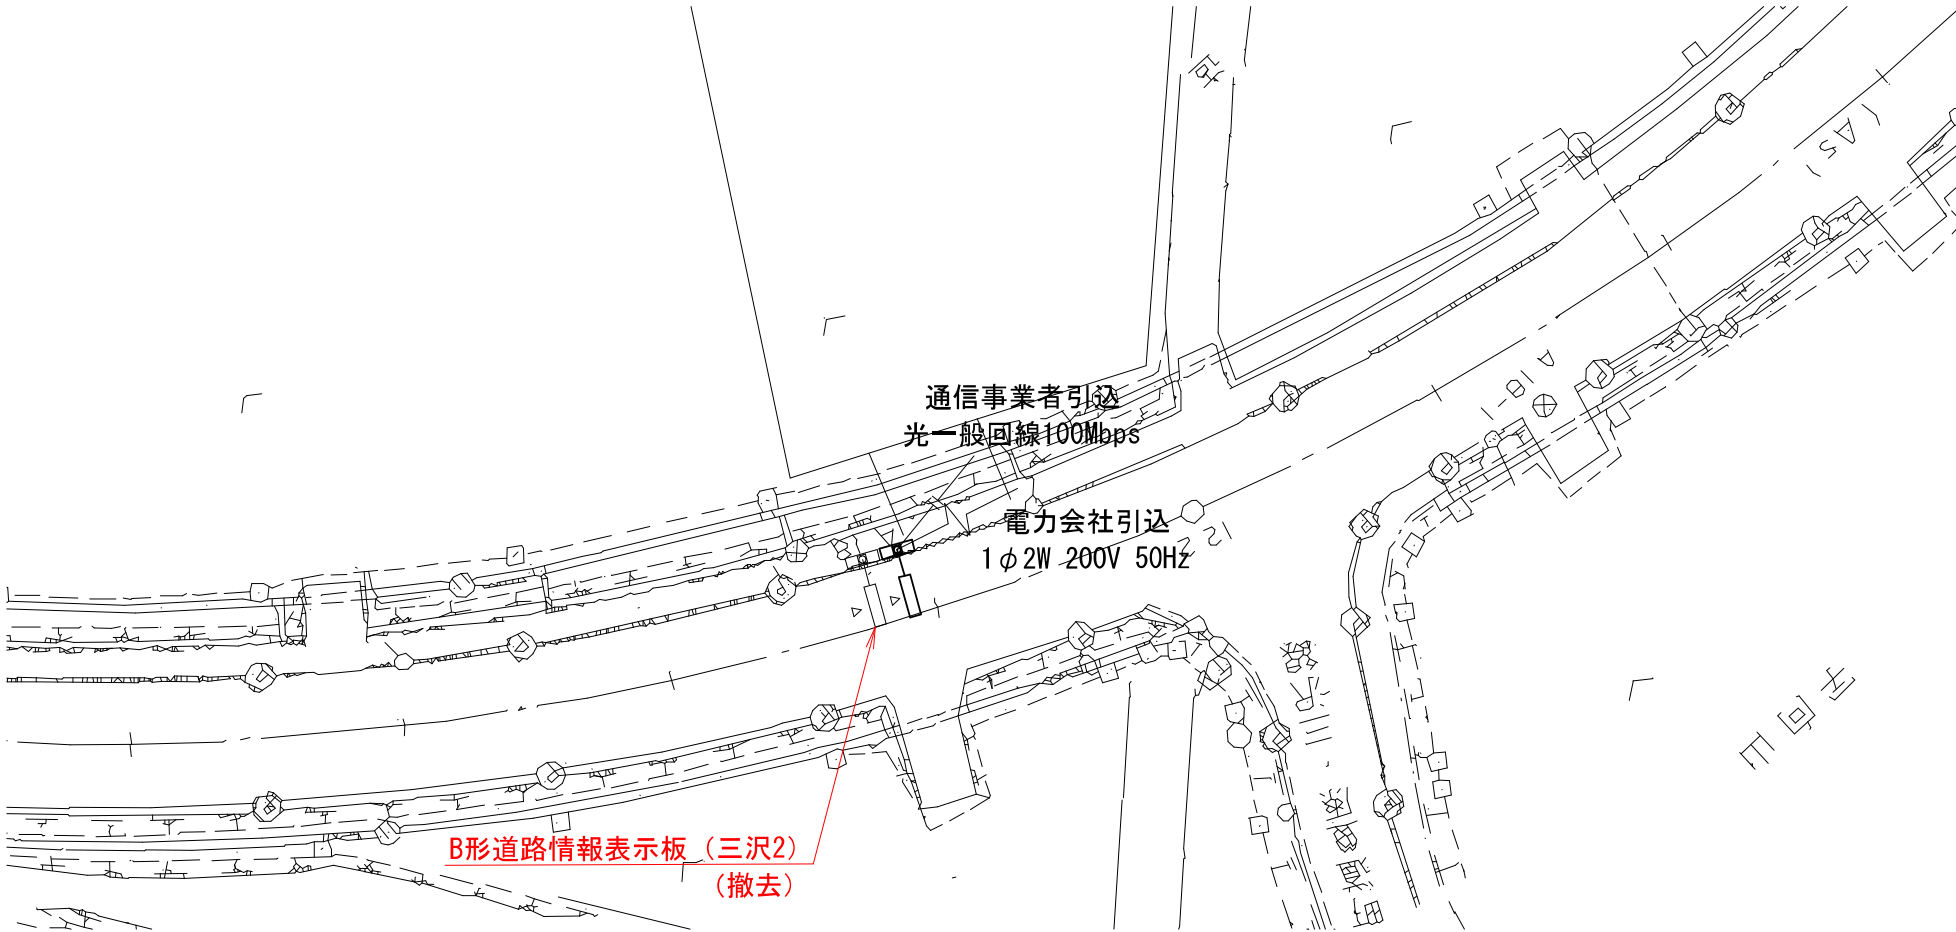 (AS)
通信事業者引込
光一般回線100Mbps
電力会社引込
1φ2W 200V 50Hz
B形道路情報表示板（三沢2）
（撤去）